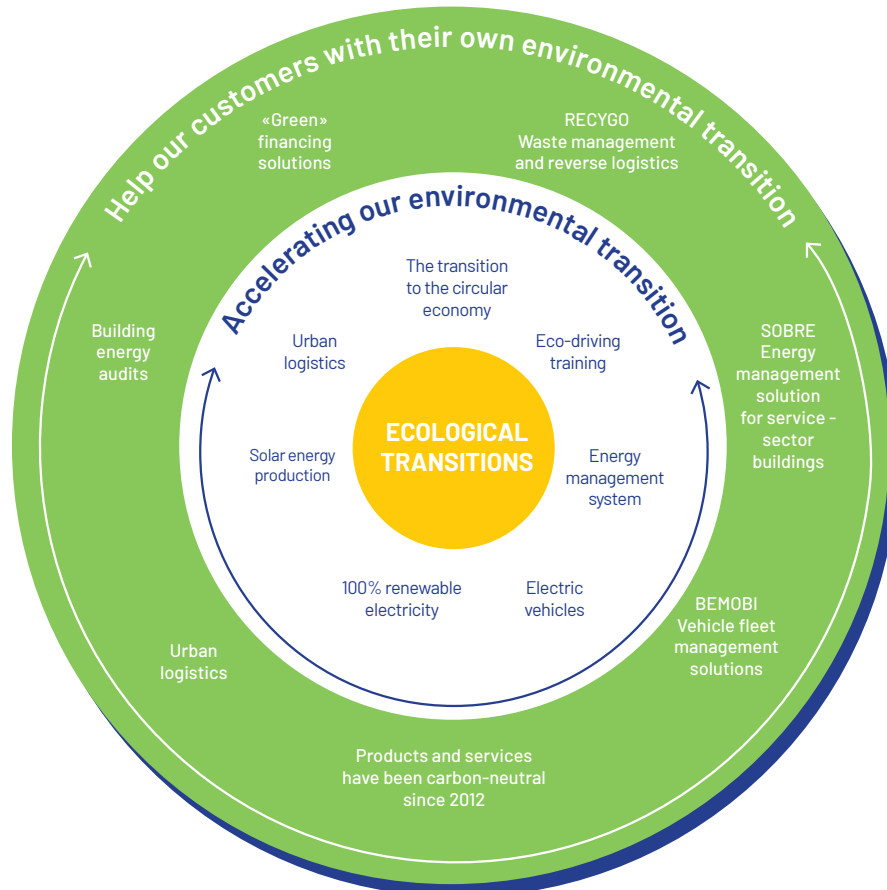 Help our customers with their own environmental transition
«Green»
financing
solutions
RECYGO
Waste management
and reverse logistics
Accelerating our environmental transition
The transition
to the circular
economy
Urban
logistics
Eco-driving
training
Building
energy
audits
SOBRE
Energy
management
solution
for service -
sector
buildings
ECOLOGICAL
TRANSITIONS
Solar energy
production
Energy
management
system
100% renewable
electricity
Electric
vehicles
BEMOBI
Vehicle fleet
management
solutions
Urban
logistics
Products and services
have been carbon-neutral
since 2012